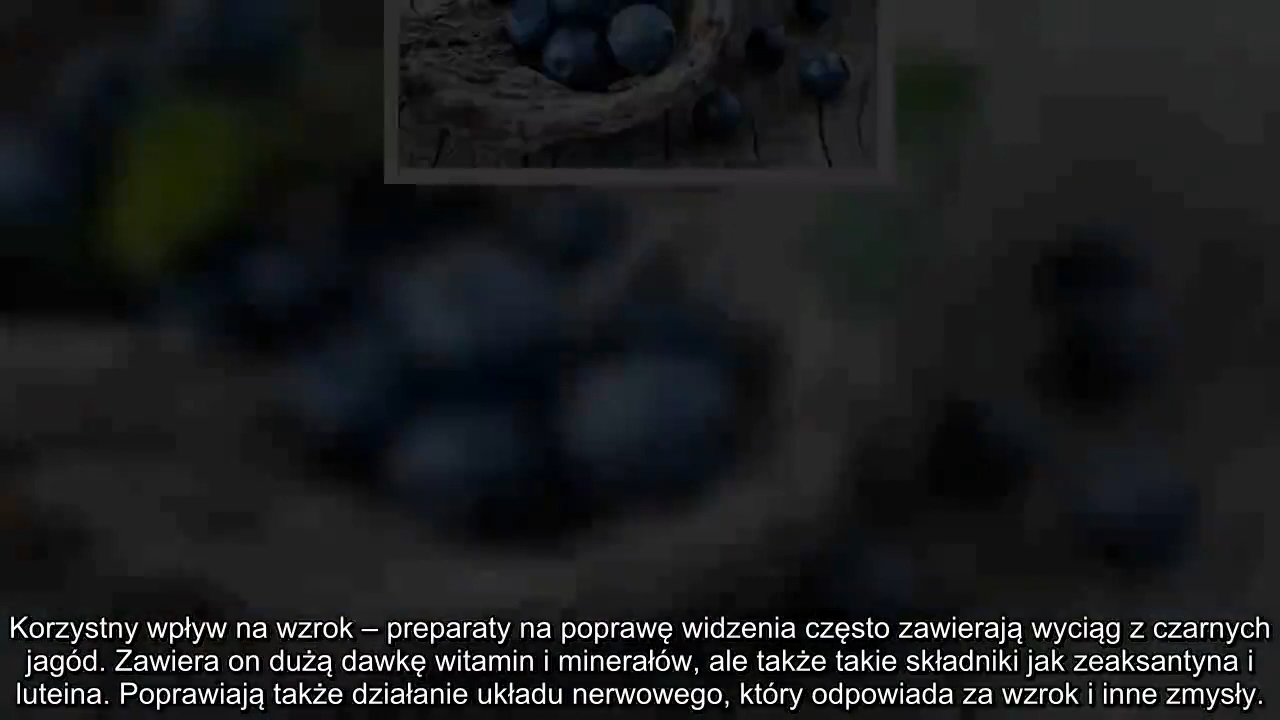 Korzystny wpływ na wzrok – preparaty na poprawę widzenia często zawierają wyciąg z czarnych
jagód. Zawiera on dużą dawkę witamin i minerałów, ale także takie składniki jak zeaksantyna i
luteina. Poprawiają także działanie układu nerwowego, który odpowiada za wzrok i inne zmysły.